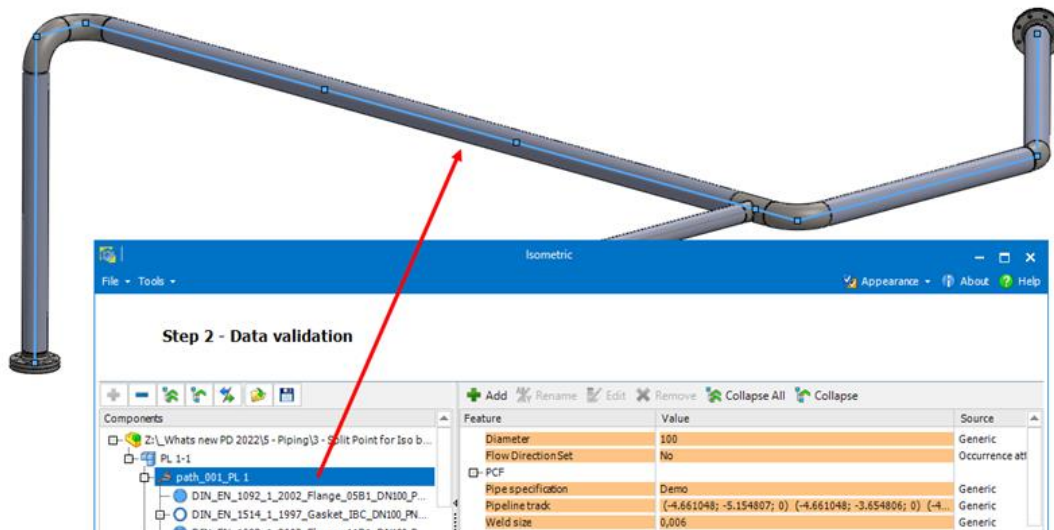 Isometric
File Tools
Appearance About Help
Step 2 - Data validation
Add Rename Edit Remove Collapse All Collapse
Components
Feature Value Source
Z:\_Whats new PD 2022\5 - Piping\3 - Split Point for Iso b...
Diameter 100 Generic
PL 1-1
Flow Direction Set No Occurrence att
path_001_PL 1
PCF
DIN_EN_1092_1_2002_Flange_05B1_DN100_P...
Pipe specification Demo Generic
DIN_EN_1514_1_1997_Gasket_IBC_DN100_PN...
Pipeline track (-4.661048; -5.154807; 0) (-4.661048; -3.654806; 0) (-4... Generic
Weld size 0,006 Generic